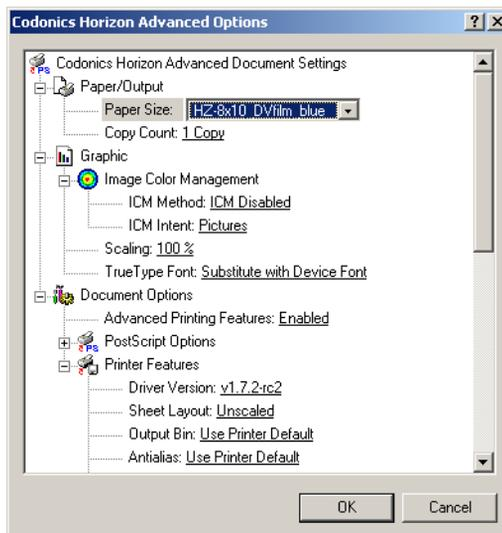 Codonics Horizon Advanced Options
Codonics Horizon Advanced Document Settings
Paper/Output
Paper Size: HZ-8x10_DVfilm_blue
Copy Count: 1 Copy
Graphic
Image Color Management
ICM Method: ICM Disabled
ICM Intent: Pictures
Scaling: 100 %
TrueType Font: Substitute with Device Font
Document Options
Advanced Printing Features: Enabled
PostScript Options
Printer Features
Driver Version: v1.7.2-rc2
Sheet Layout: Unscaled
Output Bin: Use Printer Default
Antialias: Use Printer Default
OK Cancel